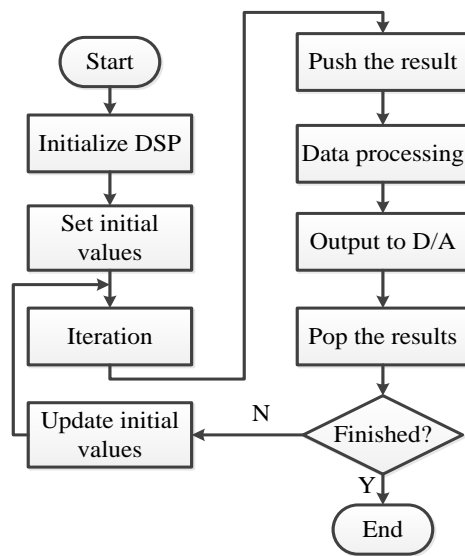 Start
Initialize DSP
Set initial
values
Iteration
Update initial
values
Push the result
Data processing
Output to D/A
Pop the results
Finished?
N
Y
End